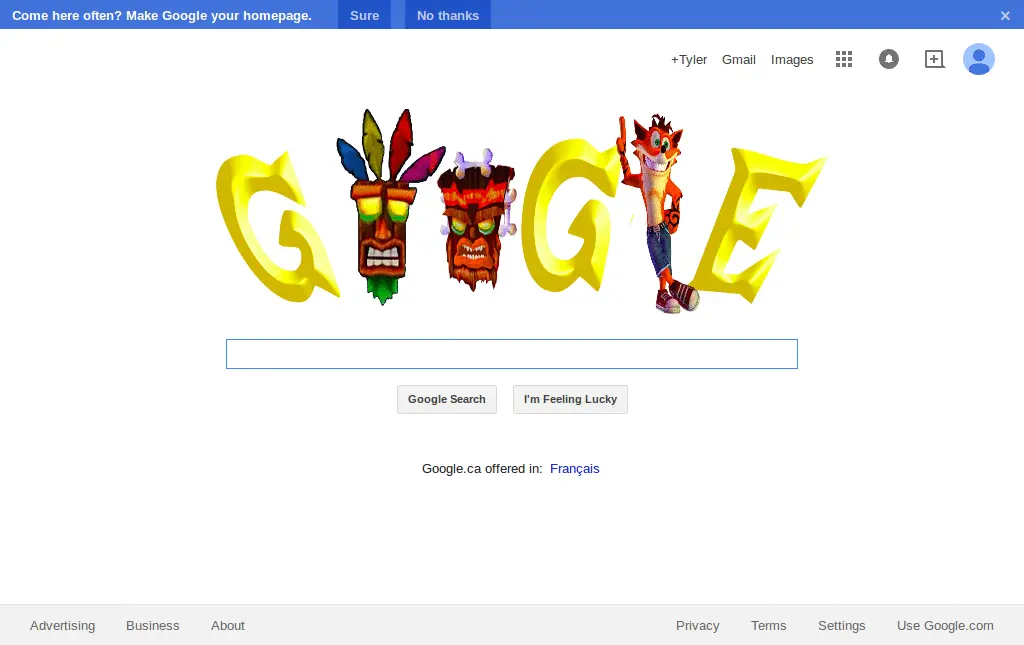 Come here often? Make Google your homepage. Sure No thanks ×
+Tyler Gmail Images
G G E
Google Search I'm Feeling Lucky
Google.ca offered in: Français
Advertising Business About Privacy Terms Settings Use Google.com